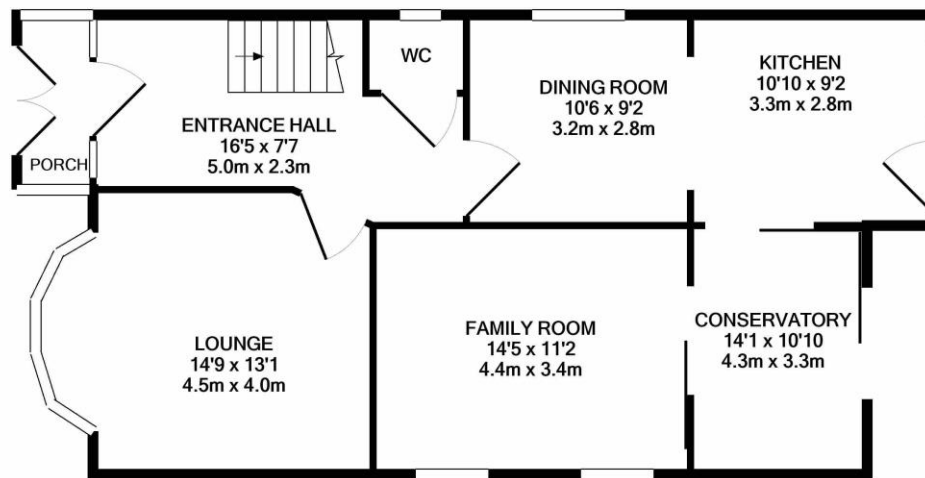 WC
KITCHEN
10'10 x 9'2
3.3m x 2.8m
DINING ROOM
10'6 x 9'2
3.2m x 2.8m
ENTRANCE HALL
16'5 x 7'7
5.0m x 2.3m
PORCH
LOUNGE
14'9 x 13'1
4.5m x 4.0m
FAMILY ROOM
14'5 x 11'2
4.4m x 3.4m
CONSERVATORY
14'1 x 10'10
4.3m x 3.3m